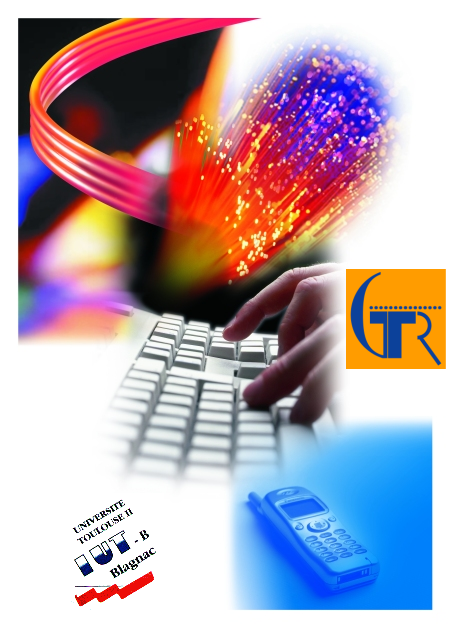 GTR
UNIVERSITE
TOULOUSE II
IUT - B
Blagnac